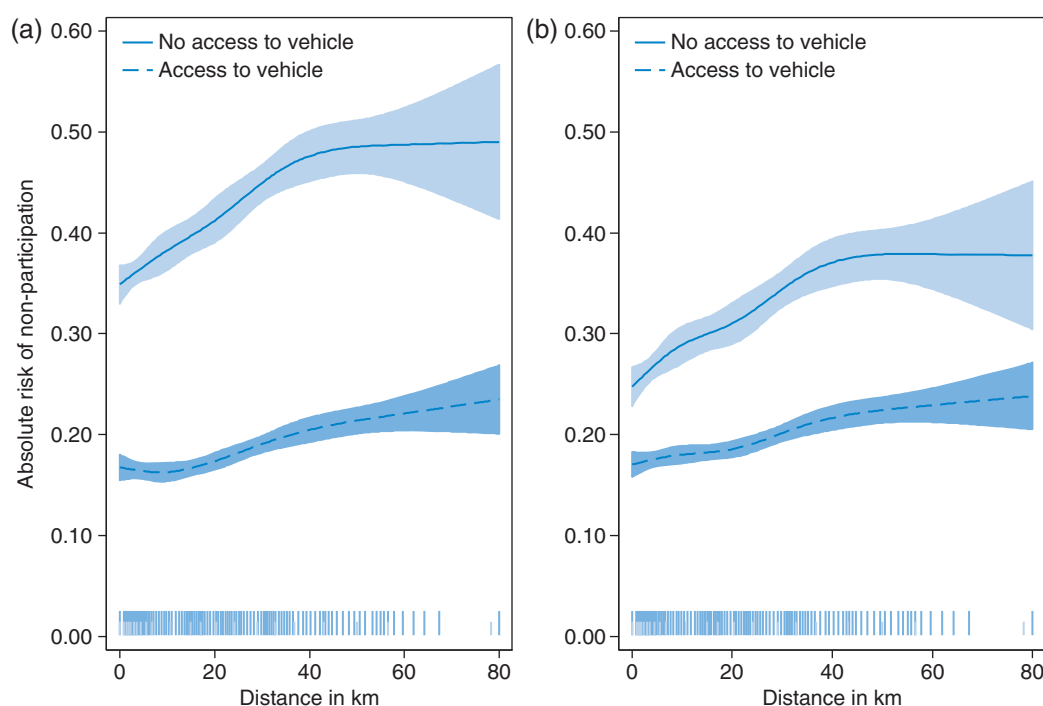 (a)
0.60
No access to vehicle
Access to vehicle
0.50
0.40
0.30
0.20
0.10
0.00
Absolute risk of non-participation
0 20 40 60 80
Distance in km
(b)
0.60
No access to vehicle
Access to vehicle
0.50
0.40
0.30
0.20
0.10
0.00
0 20 40 60 80
Distance in km